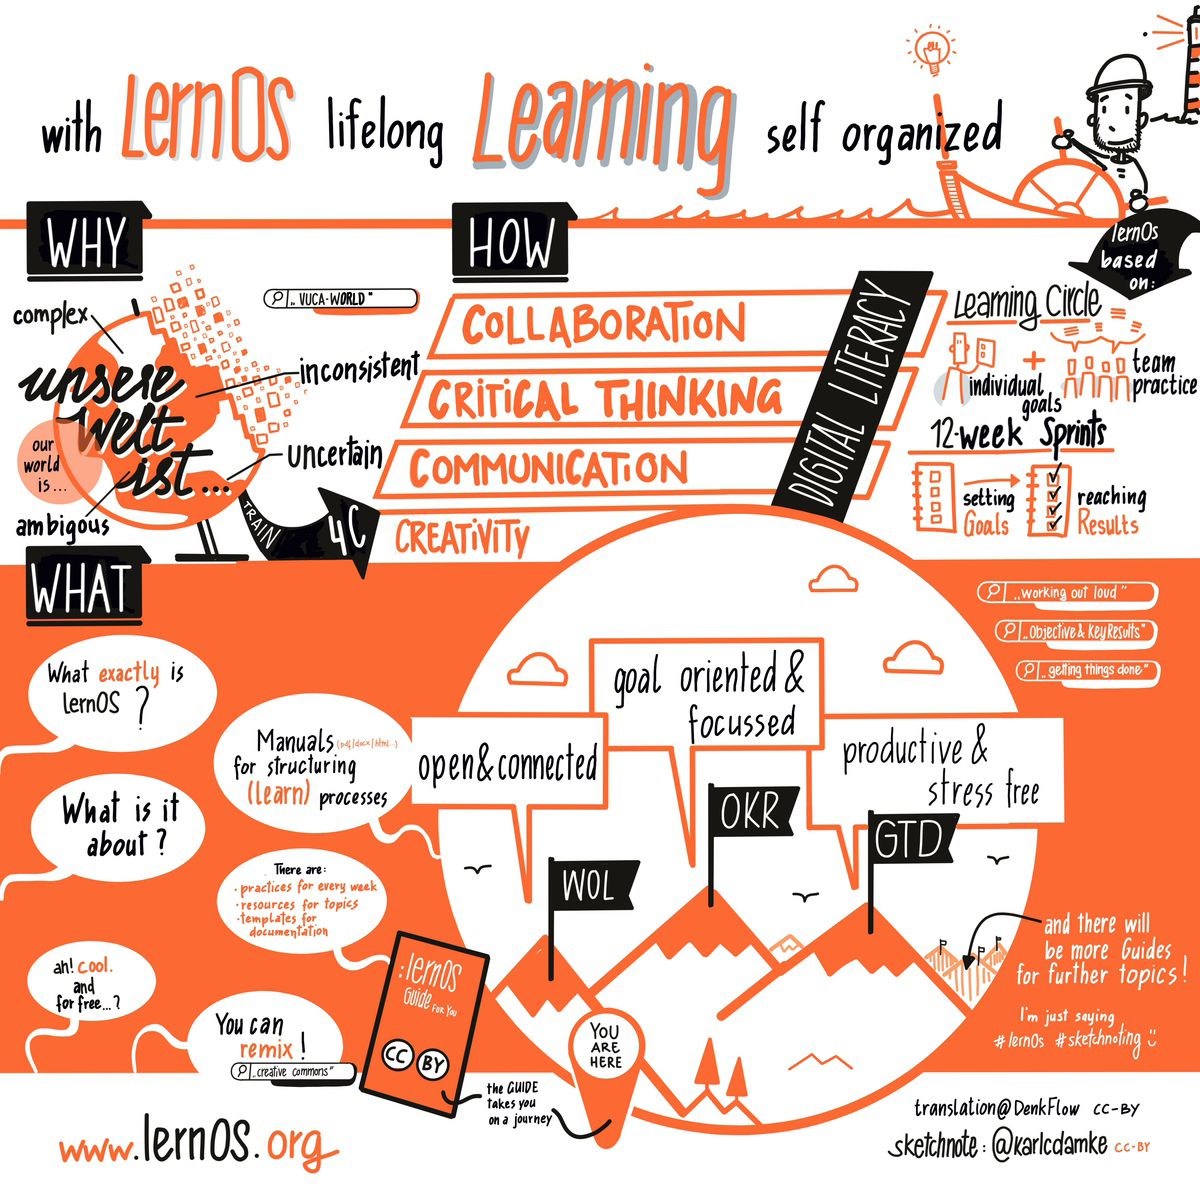 with LernOS lifelong Learning self organized
WHY
complex
„VUCA-WORLD"
inconsistent
unsere
Welt
ist...
our
world
is...
uncertain
ambigous
TRAIN
4C
HOW
COLLABORATION
CRITICAL THINKING
COMMUNICATION
CREATIVITY
DIGITAL LITERACY
lernOs
based
on:
Learning Circle
individual
goals
+
team
practice
12-week Sprints
setting
Goals
reaching
Results
WHAT
What exactly is
lernOS ?
Manuals (pdf/docx/html...)
for structuring
(learn) processes
What is it
about?
There are:
· practices for every week
· resources for topics
· templates for
documentation
ah! cool.
and
for free...?
You can
remix!
„creative commons"
:lernOS
Guide FOR YOU
CC BY
the GUIDE
takes you
on a journey
YOU
ARE
HERE
open & connected
goal oriented &
focussed
productive &
stress free
WOL
OKR
GTD
„working out loud"
„Objective & Key Results"
„getting things done"
and there will
be more Guides
for further topics!
I'm just saying
#lernOs #sketchnoting
www.lernOS.org
translation@DenkFlow CC-BY
sketchnote: @karlcdamke CC-BY